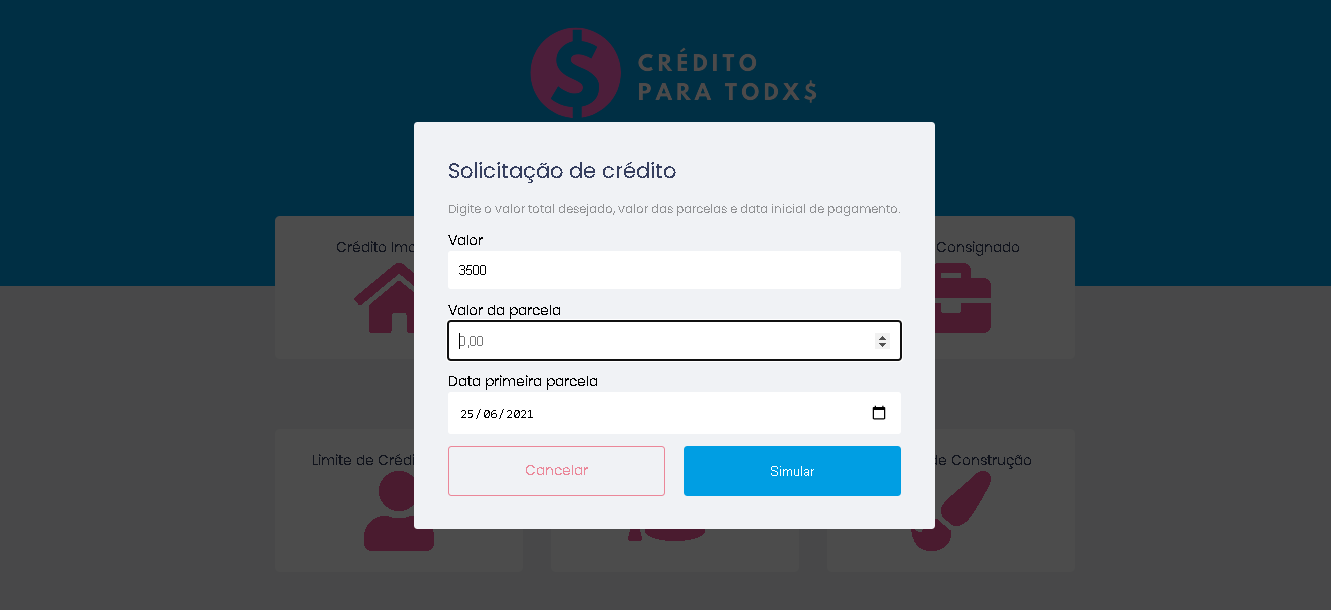 CRÉDITO
PARA TODX$
Solicitação de crédito
Digite o valor total desejado, valor das parcelas e data inicial de pagamento.
Valor
3500
Valor da parcela
0,00
Data primeira parcela
25/06/2021
Cancelar
Simular
Crédito
Consignado
Limite de
de Construção